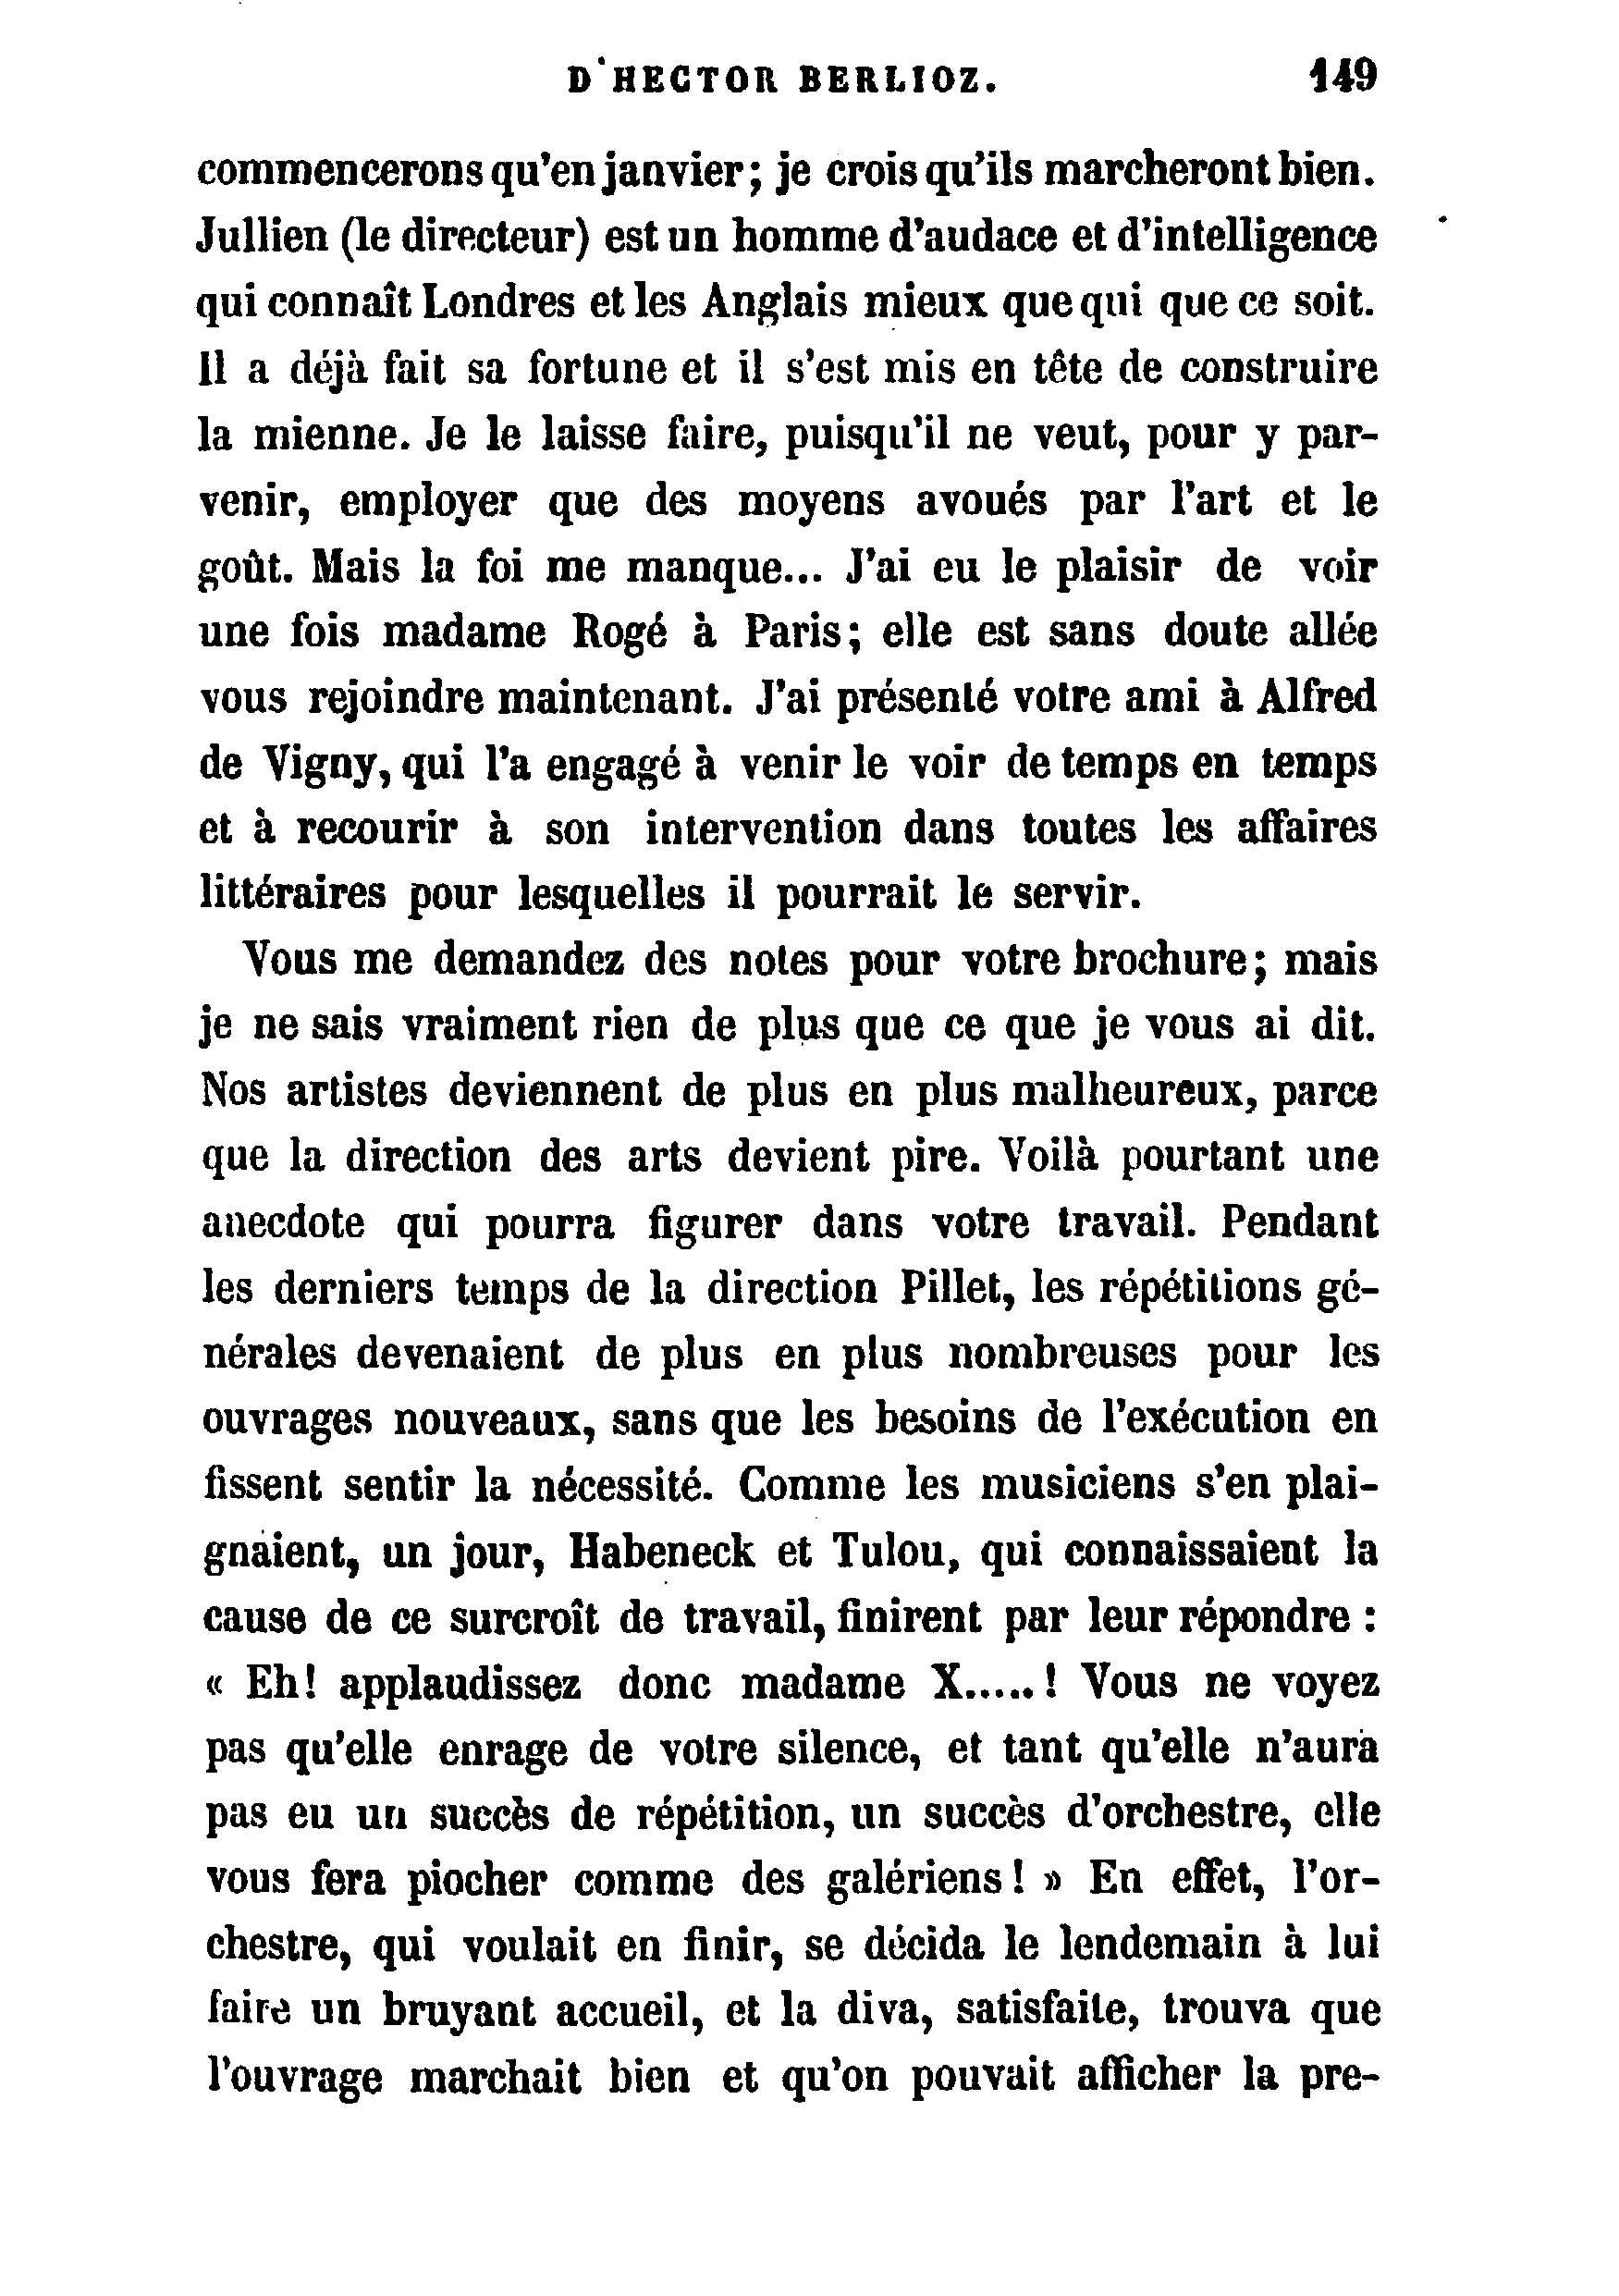 D'HECTOR BERLIOZ. 149
commencerons qu'en janvier; je crois qu'ils marcheront bien.
Jullien (le directeur) est un homme d'audace et d'intelligence
qui connaît Londres et les Anglais mieux que qui que ce soit.
Il a déjà fait sa fortune et il s'est mis en tête de construire
la mienne. Je le laisse faire, puisqu'il ne veut, pour y par-
venir, employer que des moyens avoués par l'art et le
goût. Mais la foi me manque... J'ai eu le plaisir de voir
une fois madame Rogé à Paris; elle est sans doute allée
vous rejoindre maintenant. J'ai présenté votre ami à Alfred
de Vigny, qui l'a engagé à venir le voir de temps en temps
et à recourir à son intervention dans toutes les affaires
littéraires pour lesquelles il pourrait le servir.
Vous me demandez des notes pour votre brochure; mais
je ne sais vraiment rien de plus que ce que je vous ai dit.
Nos artistes deviennent de plus en plus malheureux, parce
que la direction des arts devient pire. Voilà pourtant une
anecdote qui pourra figurer dans votre travail. Pendant
les derniers temps de la direction Pillet, les répétitions gé-
nérales devenaient de plus en plus nombreuses pour les
ouvrages nouveaux, sans que les besoins de l'exécution en
fissent sentir la nécessité. Comme les musiciens s'en plai-
gnaient, un jour, Habeneck et Tulou, qui connaissaient la
cause de ce surcroît de travail, finirent par leur répondre :
« Eh! applaudissez donc madame X.....! Vous ne voyez
pas qu'elle enrage de votre silence, et tant qu'elle n'aura
pas eu un succès de répétition, un succès d'orchestre, elle
vous fera piocher comme des galériens! » En effet, l'or-
chestre, qui voulait en finir, se décida le lendemain à lui
faire un bruyant accueil, et la diva, satisfaite, trouva que
l'ouvrage marchait bien et qu'on pouvait afficher la pre-